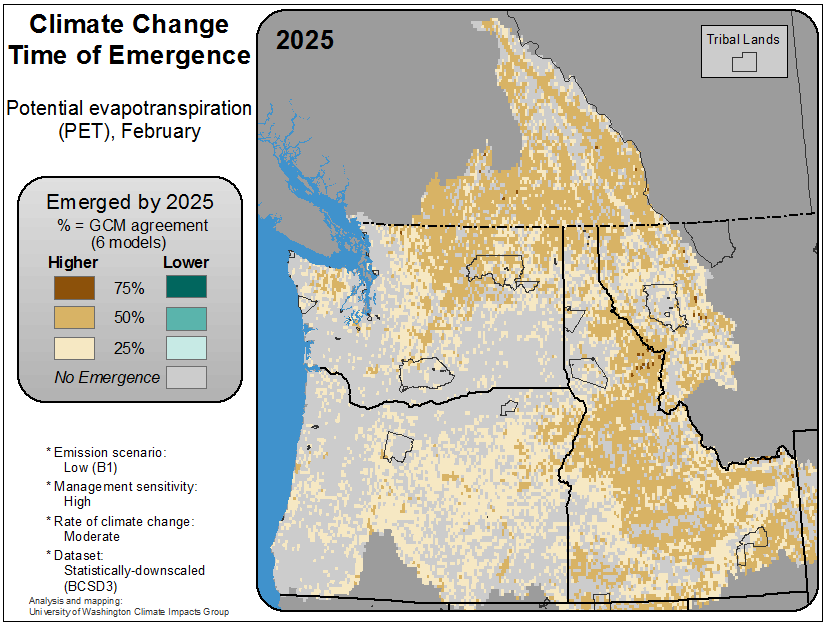 Climate Change
Time of Emergence
Potential evapotranspiration
(PET), February
Emerged by 2025
% = GCM agreement
(6 models)
Higher Lower
75%
50%
25%
No Emergence
* Emission scenario:
Low (B1)
* Management sensitivity:
High
* Rate of climate change:
Moderate
* Dataset:
Statistically-downscaled
(BCSD3)
Analysis and mapping:
University of Washington Climate Impacts Group
2025
Tribal Lands